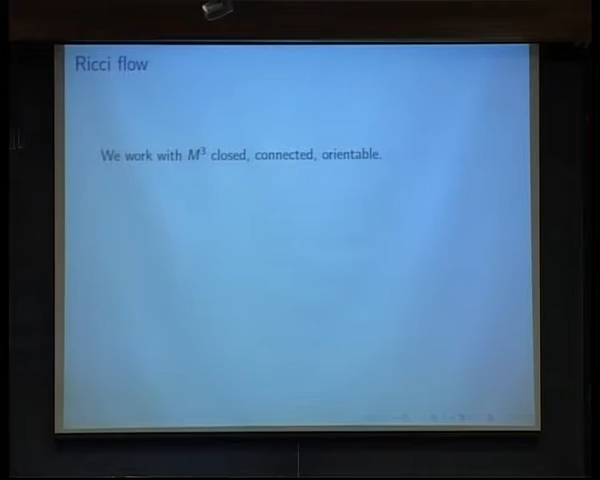 Ricci flow
We work with M³ closed, connected, orientable.